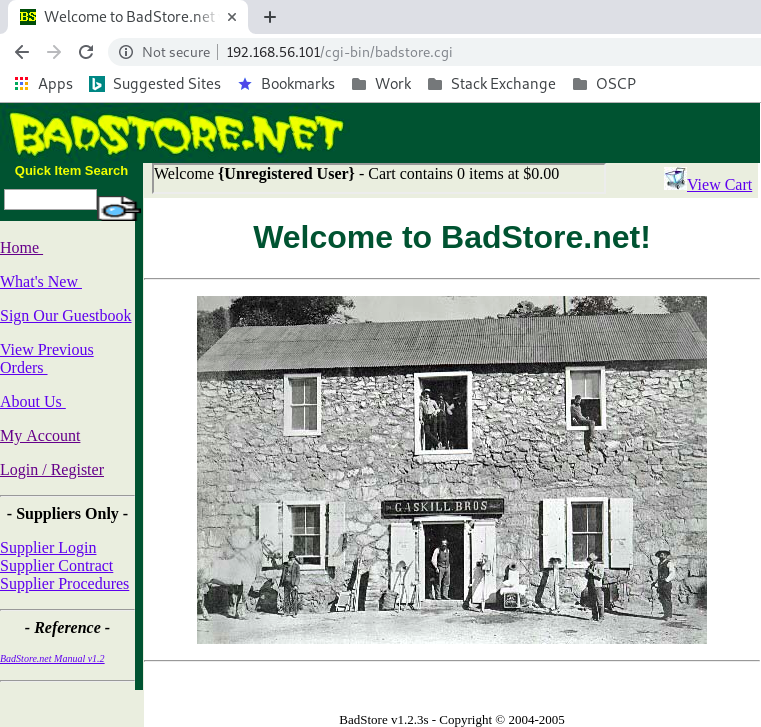 Welcome to BadStore.net
Not secure 192.168.56.101/cgi-bin/badstore.cgi
Apps Suggested Sites Bookmarks Work Stack Exchange OSCP
BADSTORE.NET
Quick Item Search
Welcome {Unregistered User} - Cart contains 0 items at $0.00
View Cart
Home
What's New
Sign Our Guestbook
View Previous
Orders
About Us
My Account
Login / Register
- Suppliers Only -
Supplier Login
Supplier Contract
Supplier Procedures
- Reference -
BadStore.net Manual v1.2
Welcome to BadStore.net!
GASKILL BROS
BadStore v1.2.3s - Copyright © 2004-2005